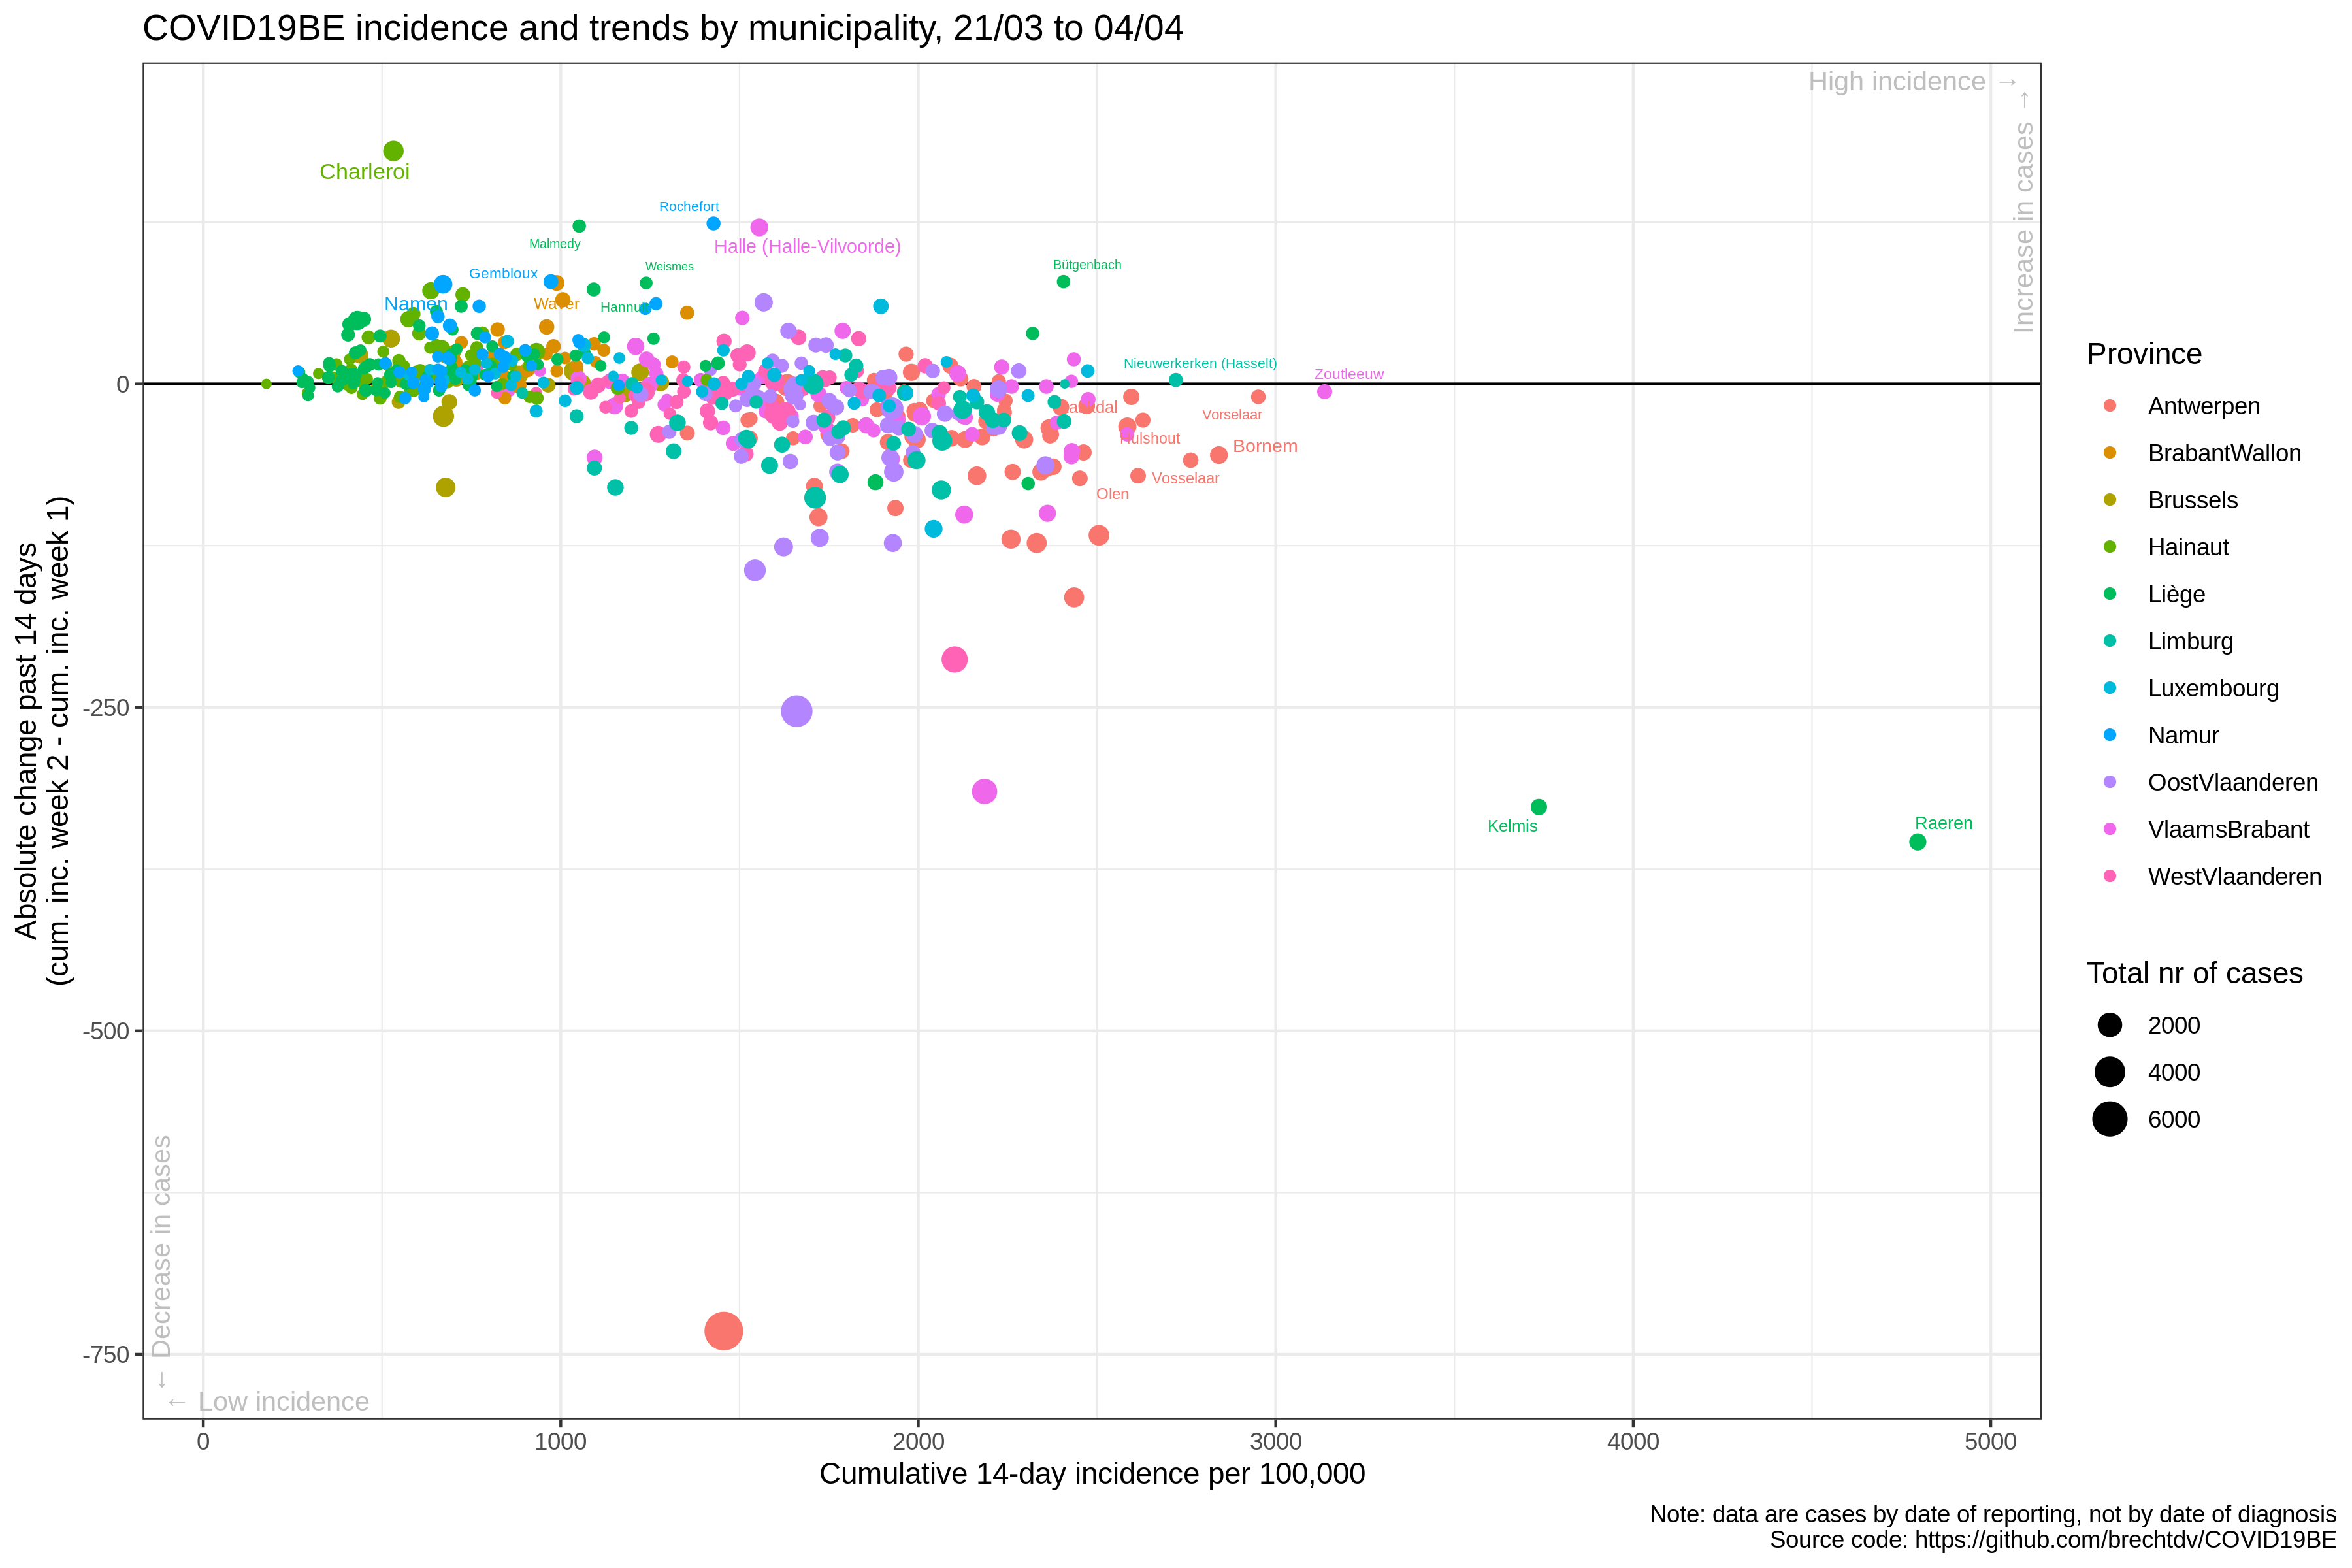 COVID19BE incidence and trends by municipality, 21/03 to 04/04
High incidence →
Increase in cases →
Charleroi
Rochefort
Malmedy
Halle (Halle-Vilvoorde)
Weismes
Bütgenbach
Gembloux
Namen
Waver
Hannut
Nieuwerkerken (Hasselt)
Zoutleeuw
Vorselaar
Hulshout
Bornem
Vosselaar
Olen
Kelmis
Raeren
0
-250
-500
-750
Absolute change past 14 days
(cum. inc. week 2 - cum. inc. week 1)
← Decrease in cases
← Low incidence
0
1000
2000
3000
4000
5000
Cumulative 14-day incidence per 100,000
Province
Antwerpen
BrabantWallon
Brussels
Hainaut
Liège
Limburg
Luxembourg
Namur
OostVlaanderen
VlaamsBrabant
WestVlaanderen
Total nr of cases
2000
4000
6000
Note: data are cases by date of reporting, not by date of diagnosis
Source code: https://github.com/brechtdv/COVID19BE